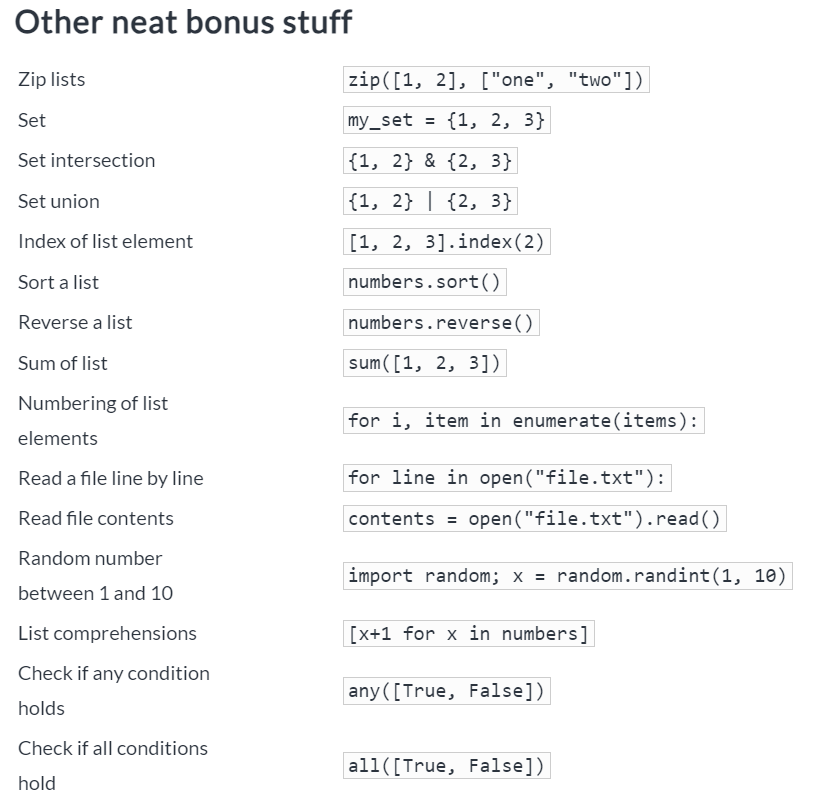 Other neat bonus stuff
Zip lists zip([1, 2], ["one", "two"])
Set my_set = {1, 2, 3}
Set intersection {1, 2} & {2, 3}
Set union {1, 2} | {2, 3}
Index of list element [1, 2, 3].index(2)
Sort a list numbers.sort()
Reverse a list numbers.reverse()
Sum of list sum([1, 2, 3])
Numbering of list
elements
for i, item in enumerate(items):
Read a file line by line for line in open("file.txt"):
Read file contents contents = open("file.txt").read()
Random number
between 1 and 10
import random; x = random.randint(1, 10)
List comprehensions [x+1 for x in numbers]
Check if any condition
holds
any([True, False])
Check if all conditions
hold
all([True, False])